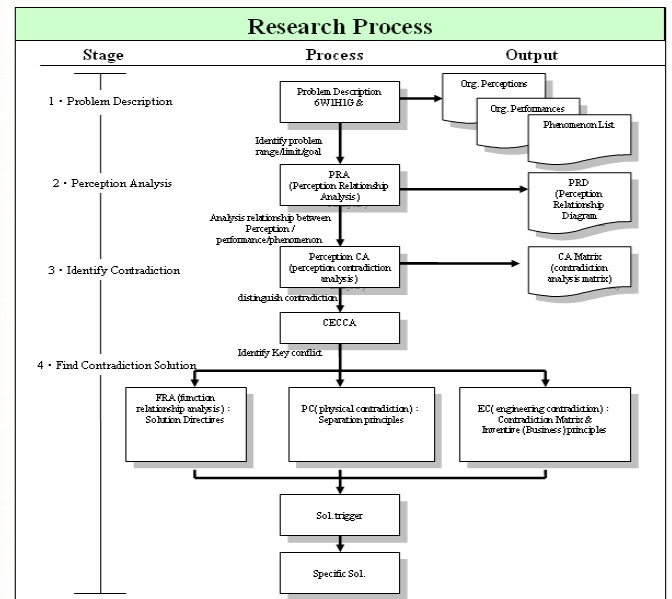 Research Process
Stage
Process
Output
1・Problem Description
Problem Description
6W1H1G &
Org. Perceptions
Org. Performances
Phenomenon List
Identify problem
range/limit/goal
2・Perception Analysis
PRA
(Perception Relationship
Analysis)
PRD
(Perception
Relationship
Diagram
Analysis relationship between
Perception /
performance/phenomenon
3・Identify Contradiction
Perception CA
(perception contradiction
analysis)
CA Matrix
(contradiction
analysis matrix)
distinguish contradiction
CECCA
Identify Key conflict
4・Find Contradiction Solution
FRA (function
relationship analysis) :
Solution Directives
PC( physical contradiction) :
Separation principles
EC( engineering contradiction) :
Contradiction Matrix &
Inventive (Business) principles
Sol.trigger
Specific Sol.